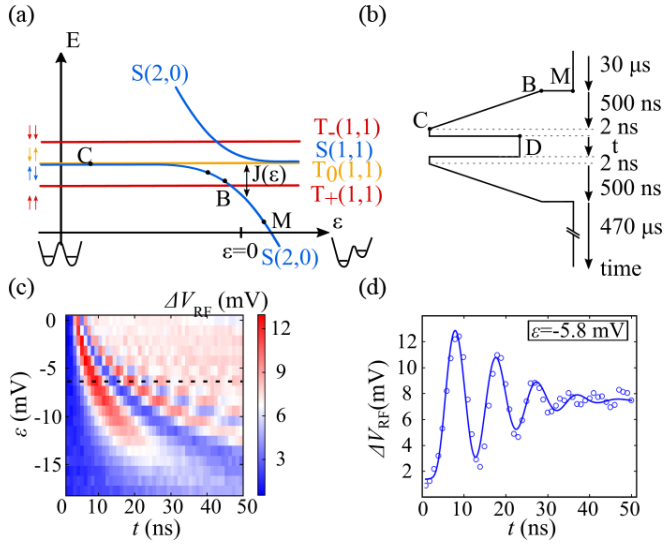 (a)
E
S(2,0)
T₋(1,1)
S(1,1)
T₀(1,1)
T₊(1,1)
C
B
J(ε)
M
ε
ε=0
S(2,0)
(b)
B
M
C
D
30 µs
500 ns
2 ns
t
2 ns
500 ns
470 µs
time
(c)
ΔV_RF (mV)
ε (mV)
0
-5
-10
-15
0 10 20 30 40 50
t (ns)
12
9
6
3
(d)
ε=-5.8 mV
ΔV_RF(mV)
12
10
8
6
4
2
0 10 20 30 40 50
t (ns)